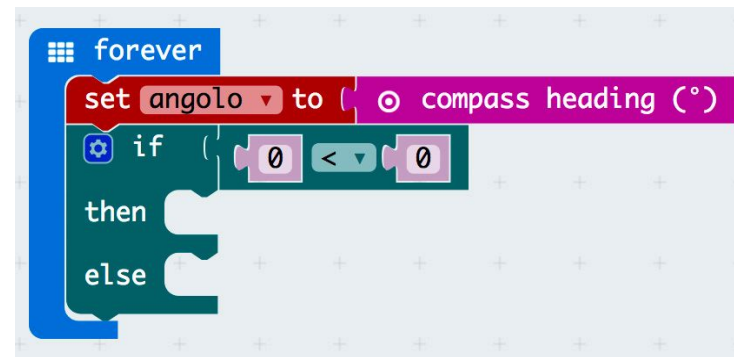 forever
set angolo to compass heading (°)
if 0 < 0
then
else